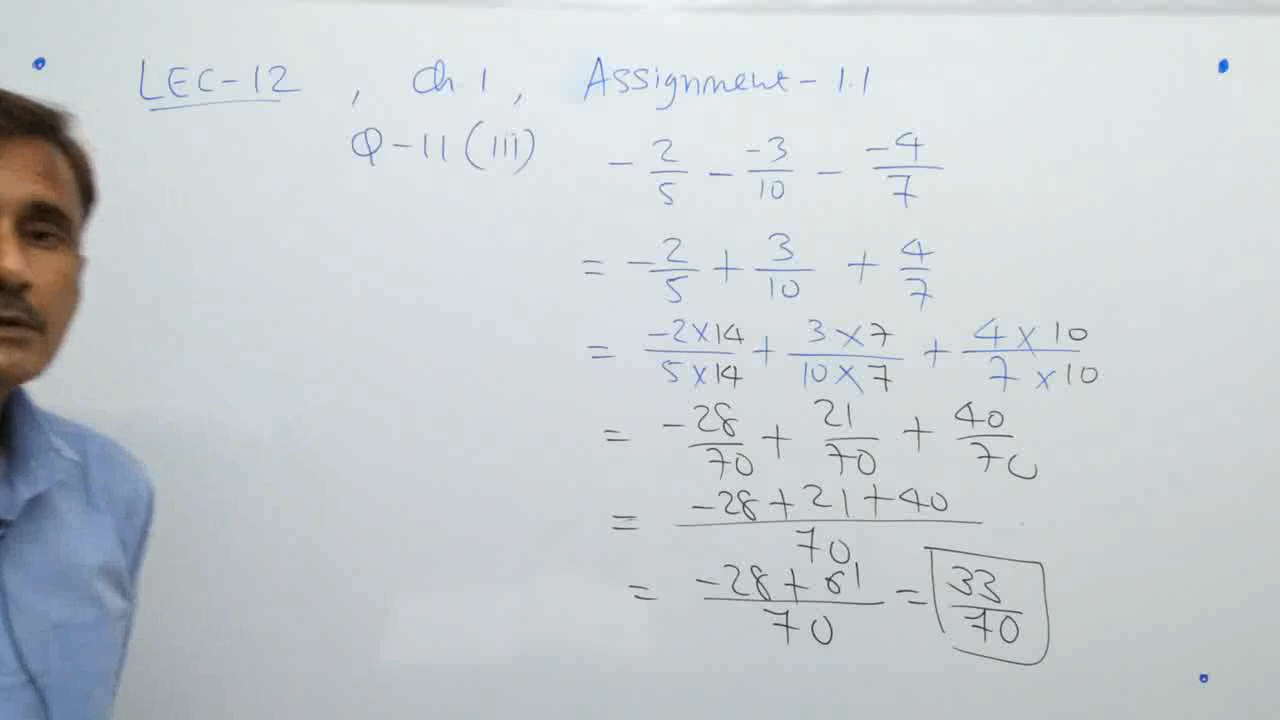 LEC-12, Ch 1, Assignment-1.1
Q-11(iii) -2/5 - -3/10 - -4/7
= -2/5 + 3/10 + 4/7
= -2×14/5×14 + 3×7/10×7 + 4×10/7×10
= -28/70 + 21/70 + 40/70
= -28+21+40/70
= -28+61/70 = 33/70